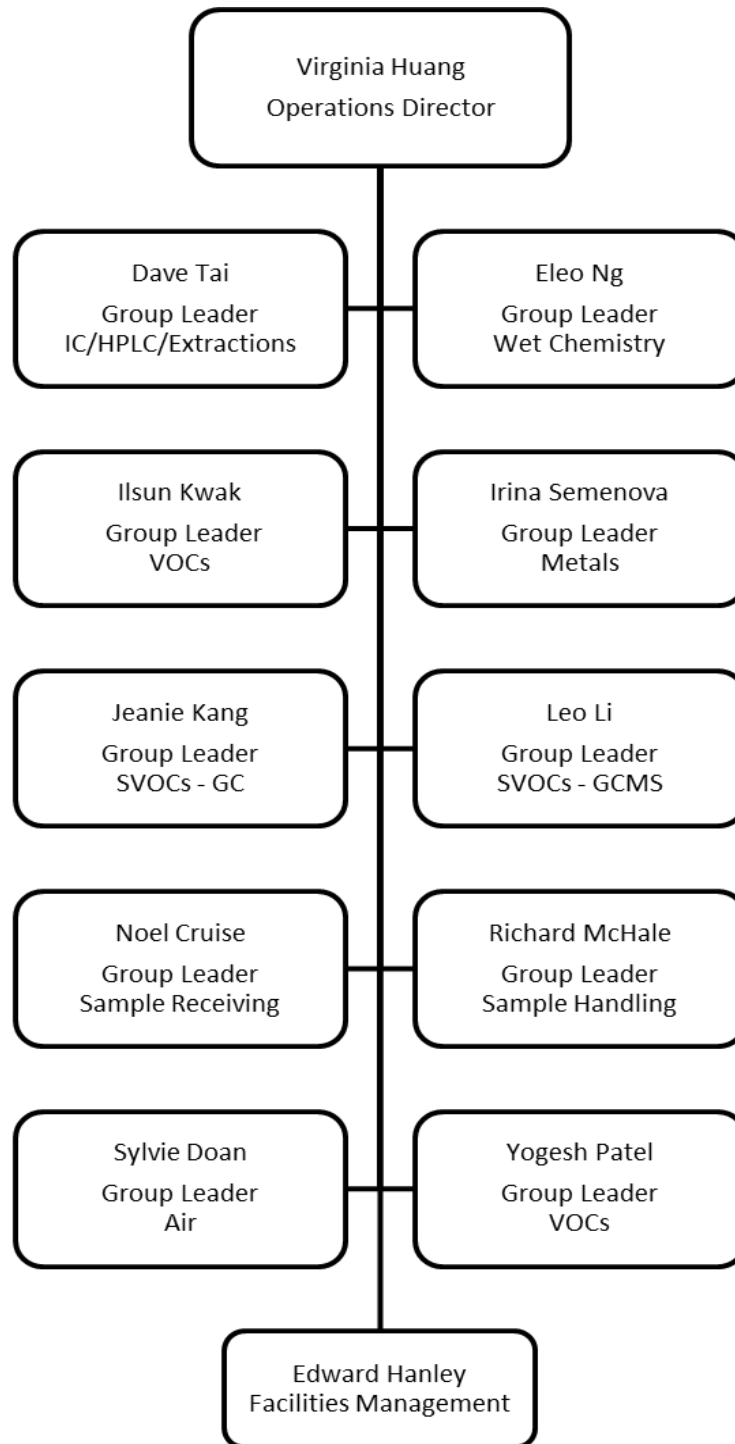 Virginia Huang
Operations Director
Dave Tai
Group Leader
IC/HPLC/Extractions
Eleo Ng
Group Leader
Wet Chemistry
Ilsun Kwak
Group Leader
VOCs
Irina Semenova
Group Leader
Metals
Jeanie Kang
Group Leader
SVOCs - GC
Leo Li
Group Leader
SVOCs - GCMS
Noel Cruise
Group Leader
Sample Receiving
Richard McHale
Group Leader
Sample Handling
Sylvie Doan
Group Leader
Air
Yogesh Patel
Group Leader
VOCs
Edward Hanley
Facilities Management